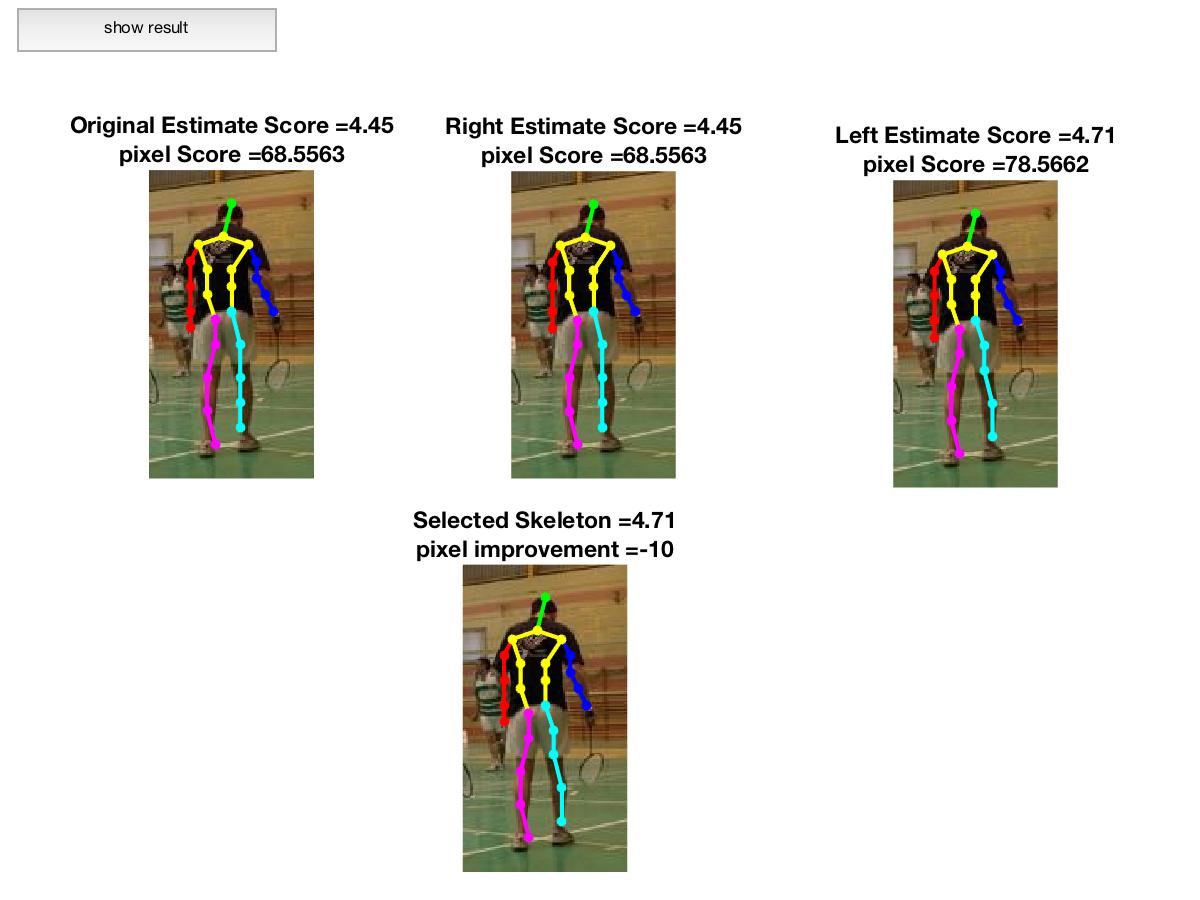 show result
Original Estimate Score =4.45
pixel Score =68.5563
Right Estimate Score =4.45
pixel Score =68.5563
Left Estimate Score =4.71
pixel Score =78.5662
Selected Skeleton =4.71
pixel improvement =-10